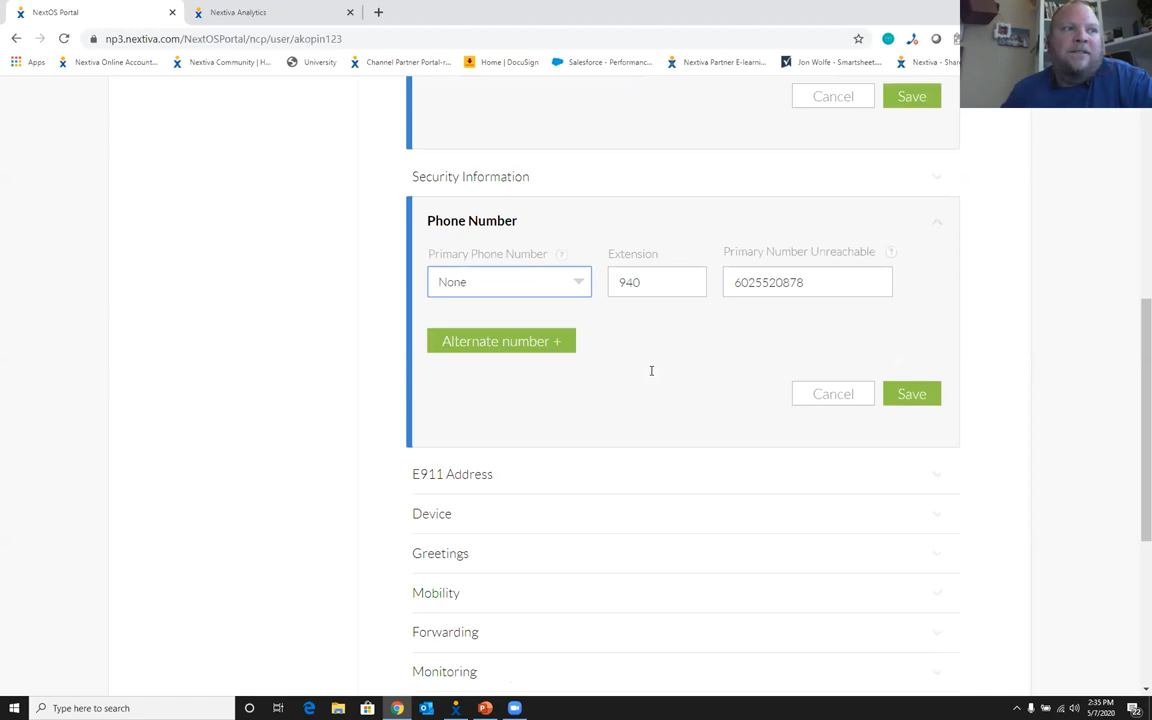 NextOS Portal
Nextiva Analytics
np3.nextiva.com/NextOSPortal/ncp/user/akopin123
Apps
Nextiva Online Account...
Nextiva Community | H...
University
Channel Partner Portal-r...
Home | DocuSign
Salesforce - Performanc...
Nextiva Partner E-learni...
Jon Wolfe - Smartsheet...
Nextiva - Shar
Cancel
Save
Security Information
Phone Number
Primary Phone Number ?
Extension
Primary Number Unreachable ?
None
940
6025520878
Alternate number +
Cancel
Save
E911 Address
Device
Greetings
Mobility
Forwarding
Monitoring
Type here to search
2:35 PM
5/7/2020
22